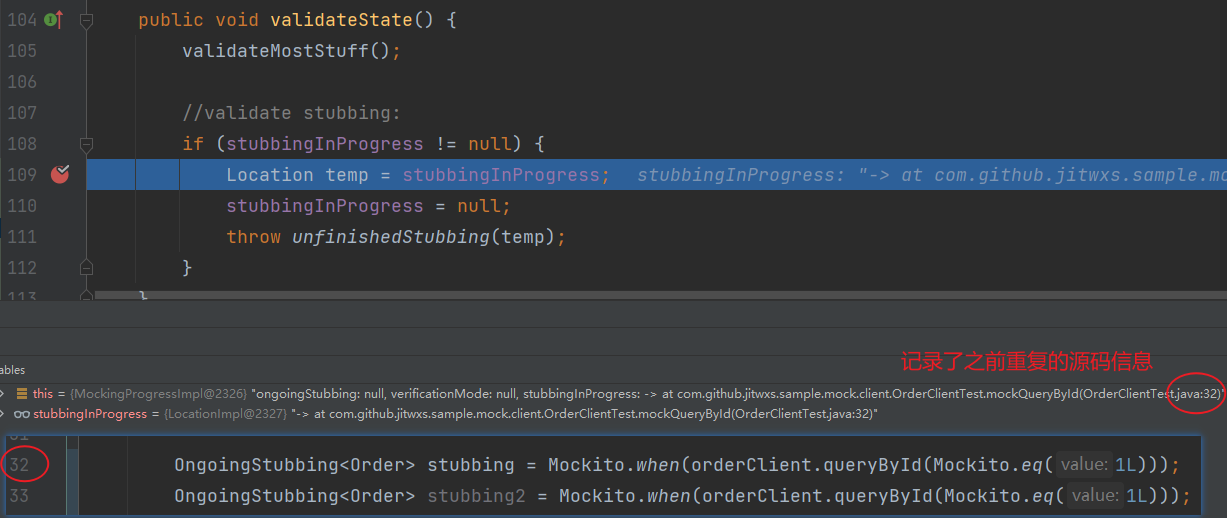 104 public void validateState() {
105 validateMostStuff();
106
107 //validate stubbing:
108 if (stubbingInProgress != null) {
109 Location temp = stubbingInProgress; stubbingInProgress: "-> at com.github.jitwxs.sample.mo
110 stubbingInProgress = null;
111 throw unfinishedStubbing(temp);
112 }
113 }
记录了之前重复的源码信息
ables
this = {MockingProgressImpl@2326} "ongoingStubbing: null, verificationMode: null, stubbingInProgress: -> at com.github.jitwxs.sample.mock.client.OrderClientTest.mockQueryById(OrderClientTest.java:32)"
stubbingInProgress = {LocationImpl@2327} "-> at com.github.jitwxs.sample.mock.client.OrderClientTest.mockQueryById(OrderClientTest.java:32)"
31
32 OngoingStubbing<Order> stubbing = Mockito.when(orderClient.queryById(Mockito.eq( value: 1L)));
33 OngoingStubbing<Order> stubbing2 = Mockito.when(orderClient.queryById(Mockito.eq( value: 1L)));